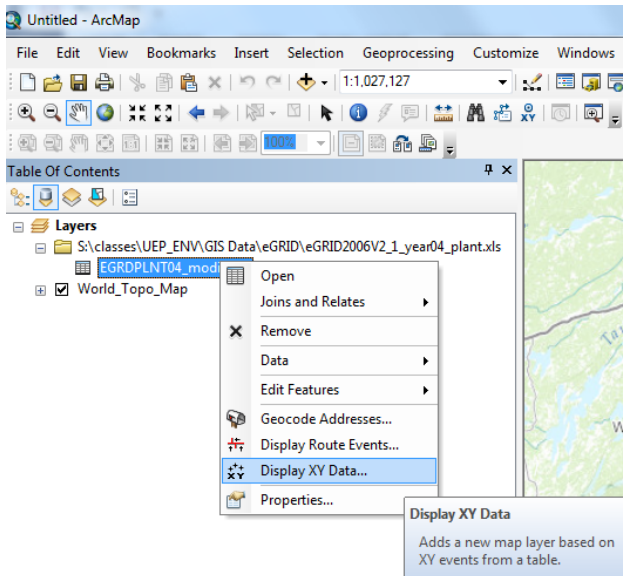 Untitled - ArcMap
File Edit View Bookmarks Insert Selection Geoprocessing Customize Windows
1:1,027,127
XY
100%
Table Of Contents
Layers
S:\classes\UEP_ENV\GIS Data\eGRID\eGRID2006V2_1_year04_plant.xls
EGRDPLNT04_modi
World_Topo_Map
Open
Joins and Relates
Remove
Data
Edit Features
Geocode Addresses...
Display Route Events...
XY Display XY Data...
Properties...
Display XY Data
Adds a new map layer based on
XY events from a table.